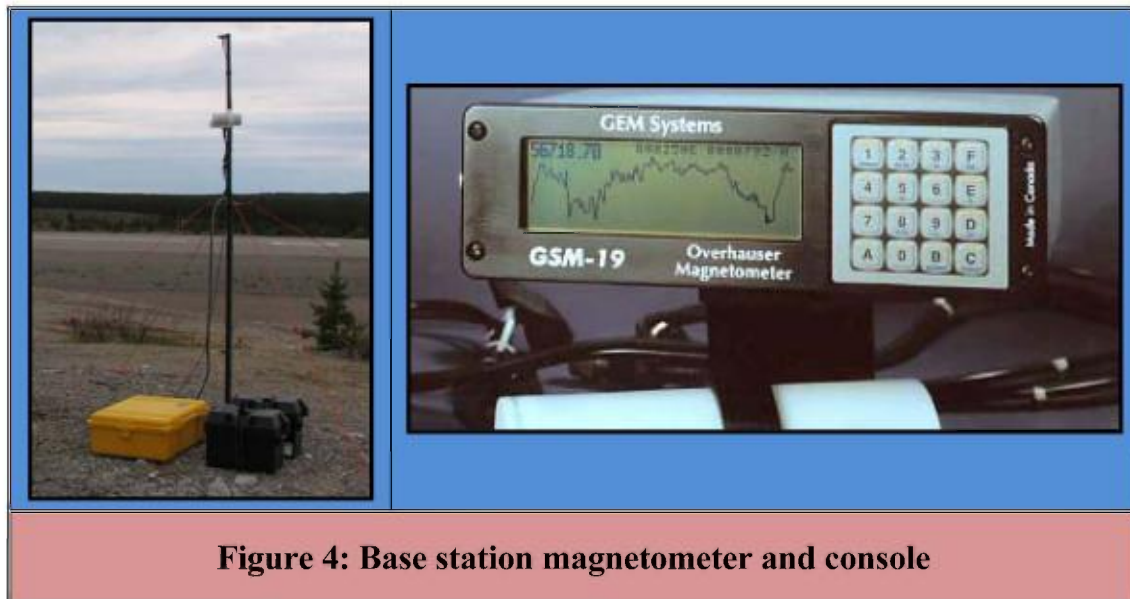 GEM Systems
56718.70
GSM-19
Overhauser
Magnetometer
1 2 3 F
4 5 6 E
7 8 9 D
A 0 B C
Made in Canada
Figure 4: Base station magnetometer and console